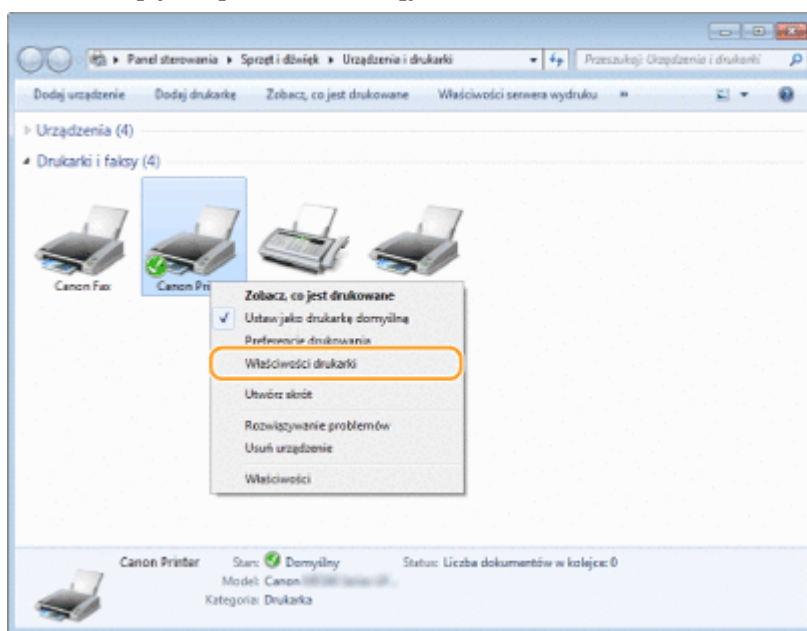 Panel sterowania ▸ Sprzęt i dźwięk ▸ Urządzenia i drukarki
Przeszukaj: Urządzenia i drukarki
Dodaj urządzenie Dodaj drukarkę Zobacz, co jest drukowane Właściwości serwera wydruku »
Urządzenia (4)
Drukarki i faksy (4)
Canon Fax
Canon Pri
Zobacz, co jest drukowane
Ustaw jako drukarkę domyślną
Preferencje drukowania
Właściwości drukarki
Utwórz skrót
Rozwiązywanie problemów
Usuń urządzenie
Właściwości
Canon Printer Stan: Domyślny Status: Liczba dokumentów w kolejce: 0
Model: Canon
Kategoria: Drukarka